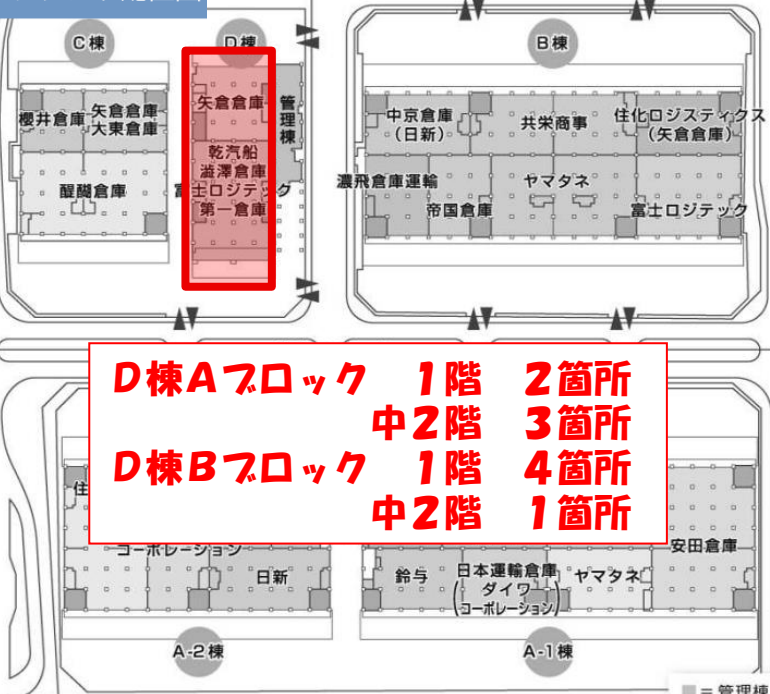 C棟
D棟
B棟
櫻井倉庫
矢倉倉庫
大東倉庫
醍醐倉庫
矢倉倉庫
管理棟
乾汽船
澁澤倉庫
富士ロジテック
第一倉庫
中京倉庫
(日新)
共栄商事
住化ロジスティクス
(矢倉倉庫)
濃飛倉庫運輸
帝国倉庫
ヤマタネ
富士ロジテック
D棟Aブロック 1階 2箇所
中2階 3箇所
D棟Bブロック 1階 4箇所
中2階 1箇所
住
コーポレーション
日新
鈴与
日本運輸倉庫
(ダイワ
コーポレーション)
ヤマタネ
安田倉庫
A-2棟
A-1棟
=管理棟